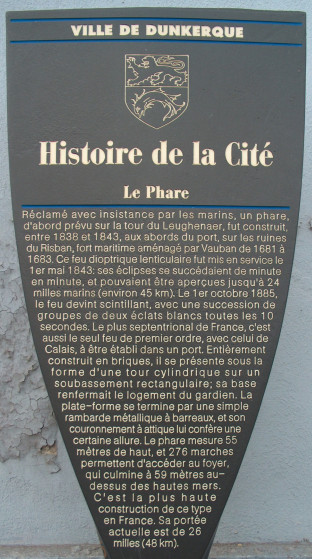 VILLE DE DUNKERQUE
Histoire de la Cité
Le Phare
Réclamé avec insistance par les marins, un phare,
d'abord prévu sur la tour du Leughenaer, fut construit,
entre 1838 et 1843, aux abords du port, sur les ruines
du Risban, fort maritime aménagé par Vauban de 1681 à
1683. Ce feu dioptrique lenticulaire fut mis en service le
1er mai 1843: ses éclipses se succédaient de minute
en minute, et pouvaient être aperçues jusqu'à 24
milles marins (environ 45 km). Le 1er octobre 1885,
le feu devint scintillant, avec une succession de
groupes de deux éclats blancs toutes les 10
secondes. Le plus septentrional de France, c'est
aussi le seul feu de premier ordre, avec celui de
Calais, à être établi dans un port. Entièrement
construit en briques, il se présente sous la
forme d'une tour cylindrique sur un
soubassement rectangulaire; sa base
renfermait le logement du gardien. La
plate-forme se termine par une simple
rambarde métallique à barreaux, et son
couronnement à attique lui confère une
certaine allure. Le phare mesure 55
mètres de haut, et 276 marches
permettent d'accéder au foyer,
qui culmine à 59 mètres au-
dessus des hautes mers.
C'est la plus haute
construction de ce type
en France. Sa portée
actuelle est de 26
milles (48 km).